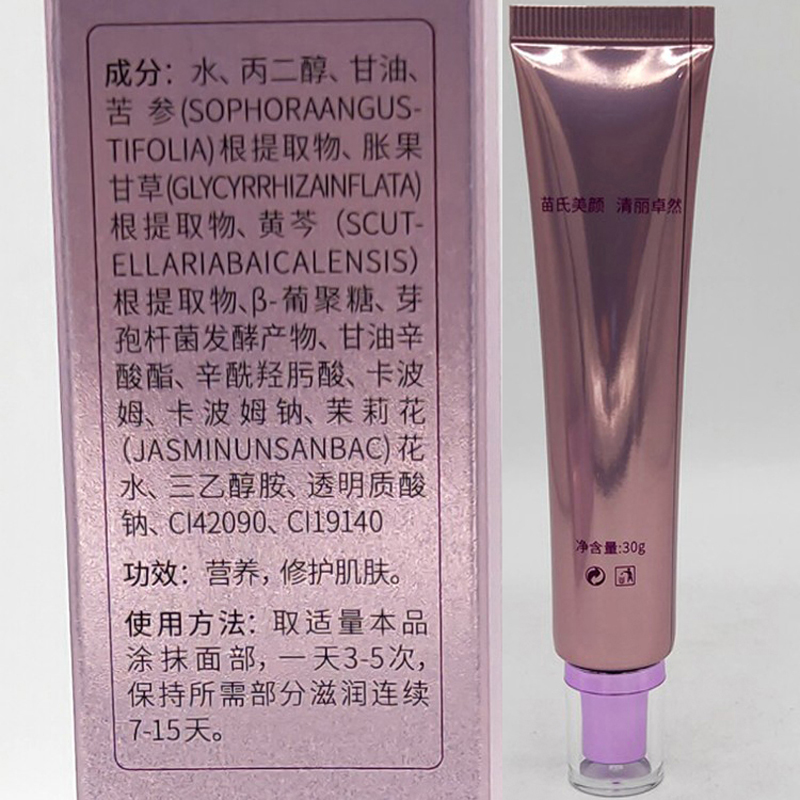 成分：水、丙二醇、甘油、
苦参(SOPHORAANGUS-
TIFOLIA)根提取物、胀果
甘草(GLYCYRRHIZAINFLATA)
根提取物、黄芩（SCUT-
ELLARIABAICALENSIS）
根提取物、β-葡聚糖、芽
孢杆菌发酵产物、甘油辛
酸酯、辛酰羟肟酸、卡波
姆、卡波姆钠、茉莉花
(JASMINUNSANBAC)花
水、三乙醇胺、透明质酸
钠、CI42090、CI19140
功效：营养，修护肌肤。
使用方法：取适量本品
涂抹面部，一天3-5次，
保持所需部分滋润连续
7-15天。
苗氏美颜 清丽卓然
净含量:30g